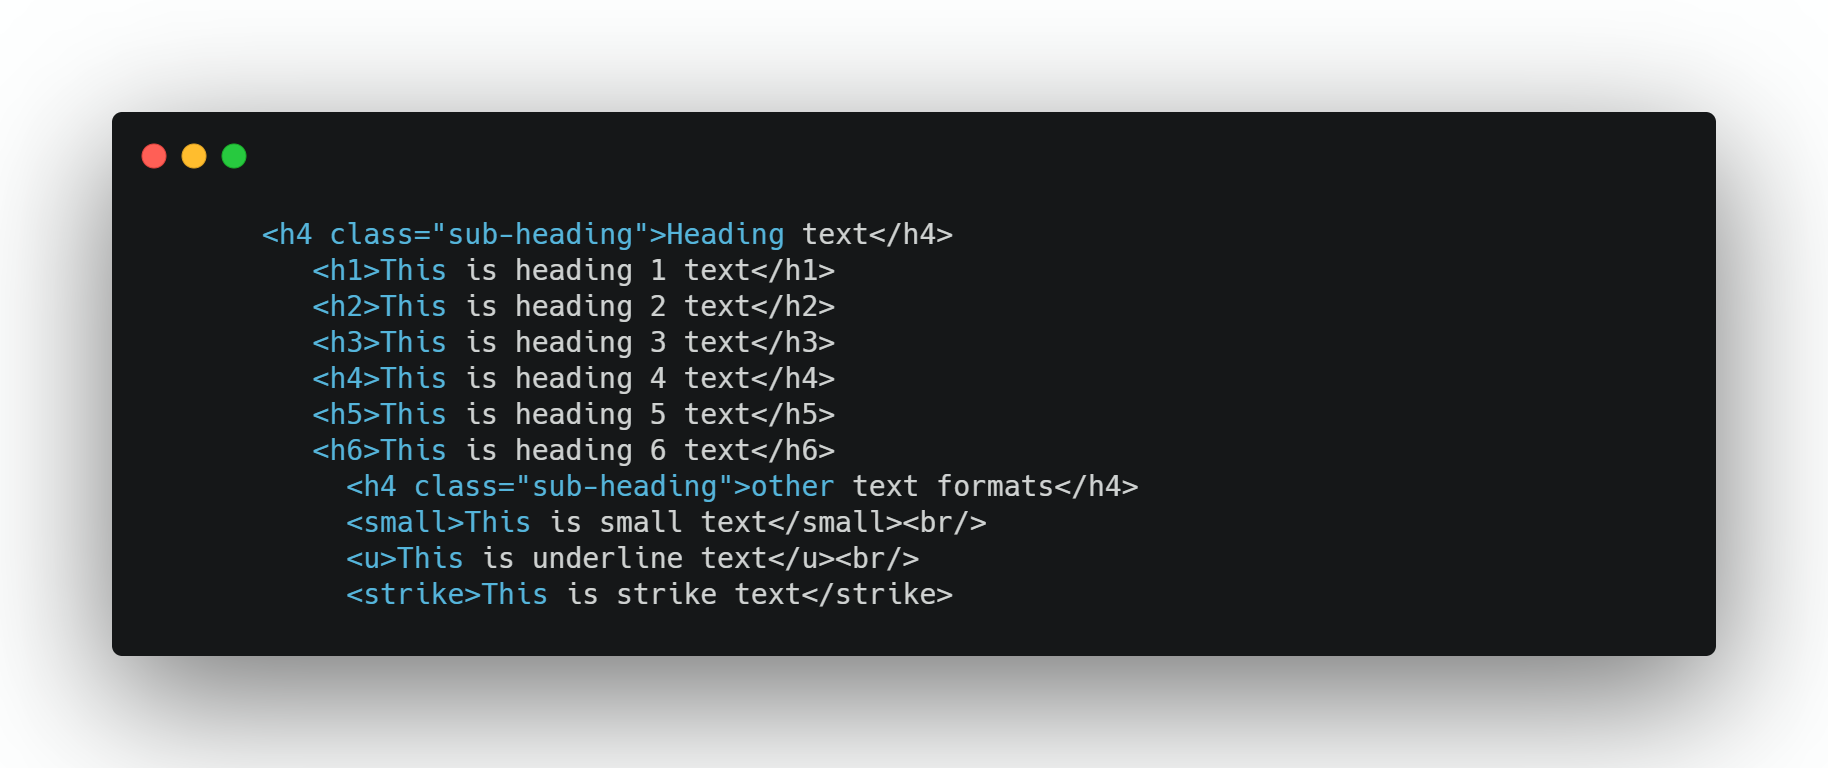 <h4 class="sub-heading">Heading text</h4>
<h1>This is heading 1 text</h1>
<h2>This is heading 2 text</h2>
<h3>This is heading 3 text</h3>
<h4>This is heading 4 text</h4>
<h5>This is heading 5 text</h5>
<h6>This is heading 6 text</h6>
<h4 class="sub-heading">other text formats</h4>
<small>This is small text</small><br/>
<u>This is underline text</u><br/>
<strike>This is strike text</strike>